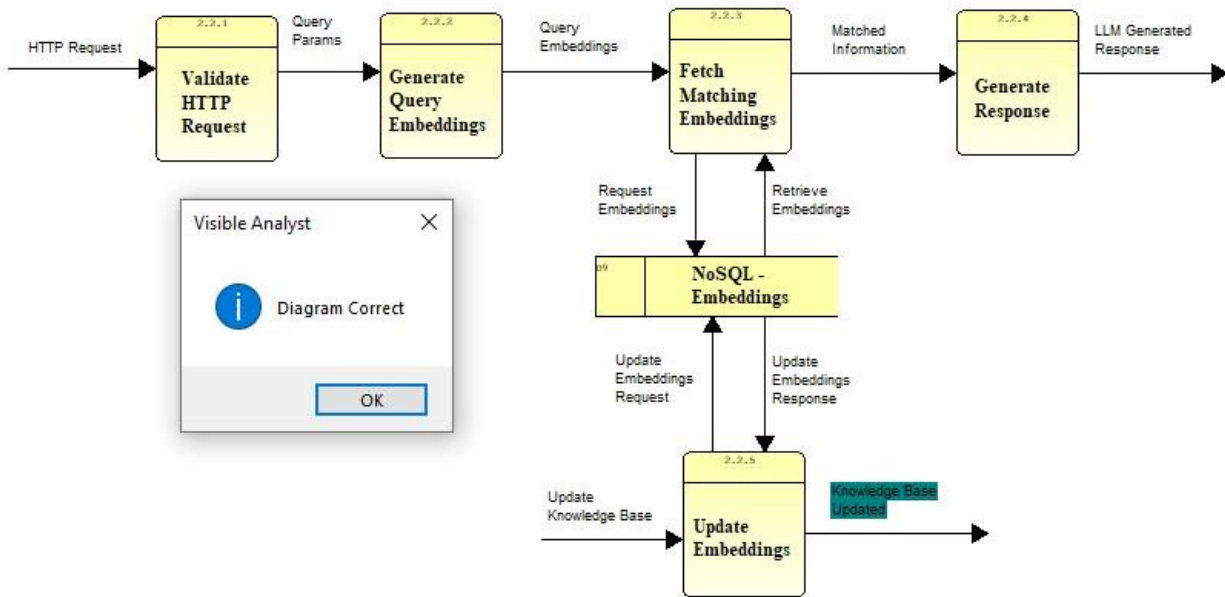 2.2.1
Validate
HTTP
Request
HTTP Request
Query
Params
2.2.2
Generate
Query
Embeddings
Query
Embeddings
2.2.3
Fetch
Matching
Embeddings
Matched
Information
2.2.4
Generate
Response
LLM Generated
Response
Visible Analyst
Diagram Correct
OK
Request
Embeddings
Retrieve
Embeddings
09
NoSQL -
Embeddings
Update
Embeddings
Request
Update
Embeddings
Response
2.2.5
Update
Embeddings
Update
Knowledge Base
Knowledge Base
Updated